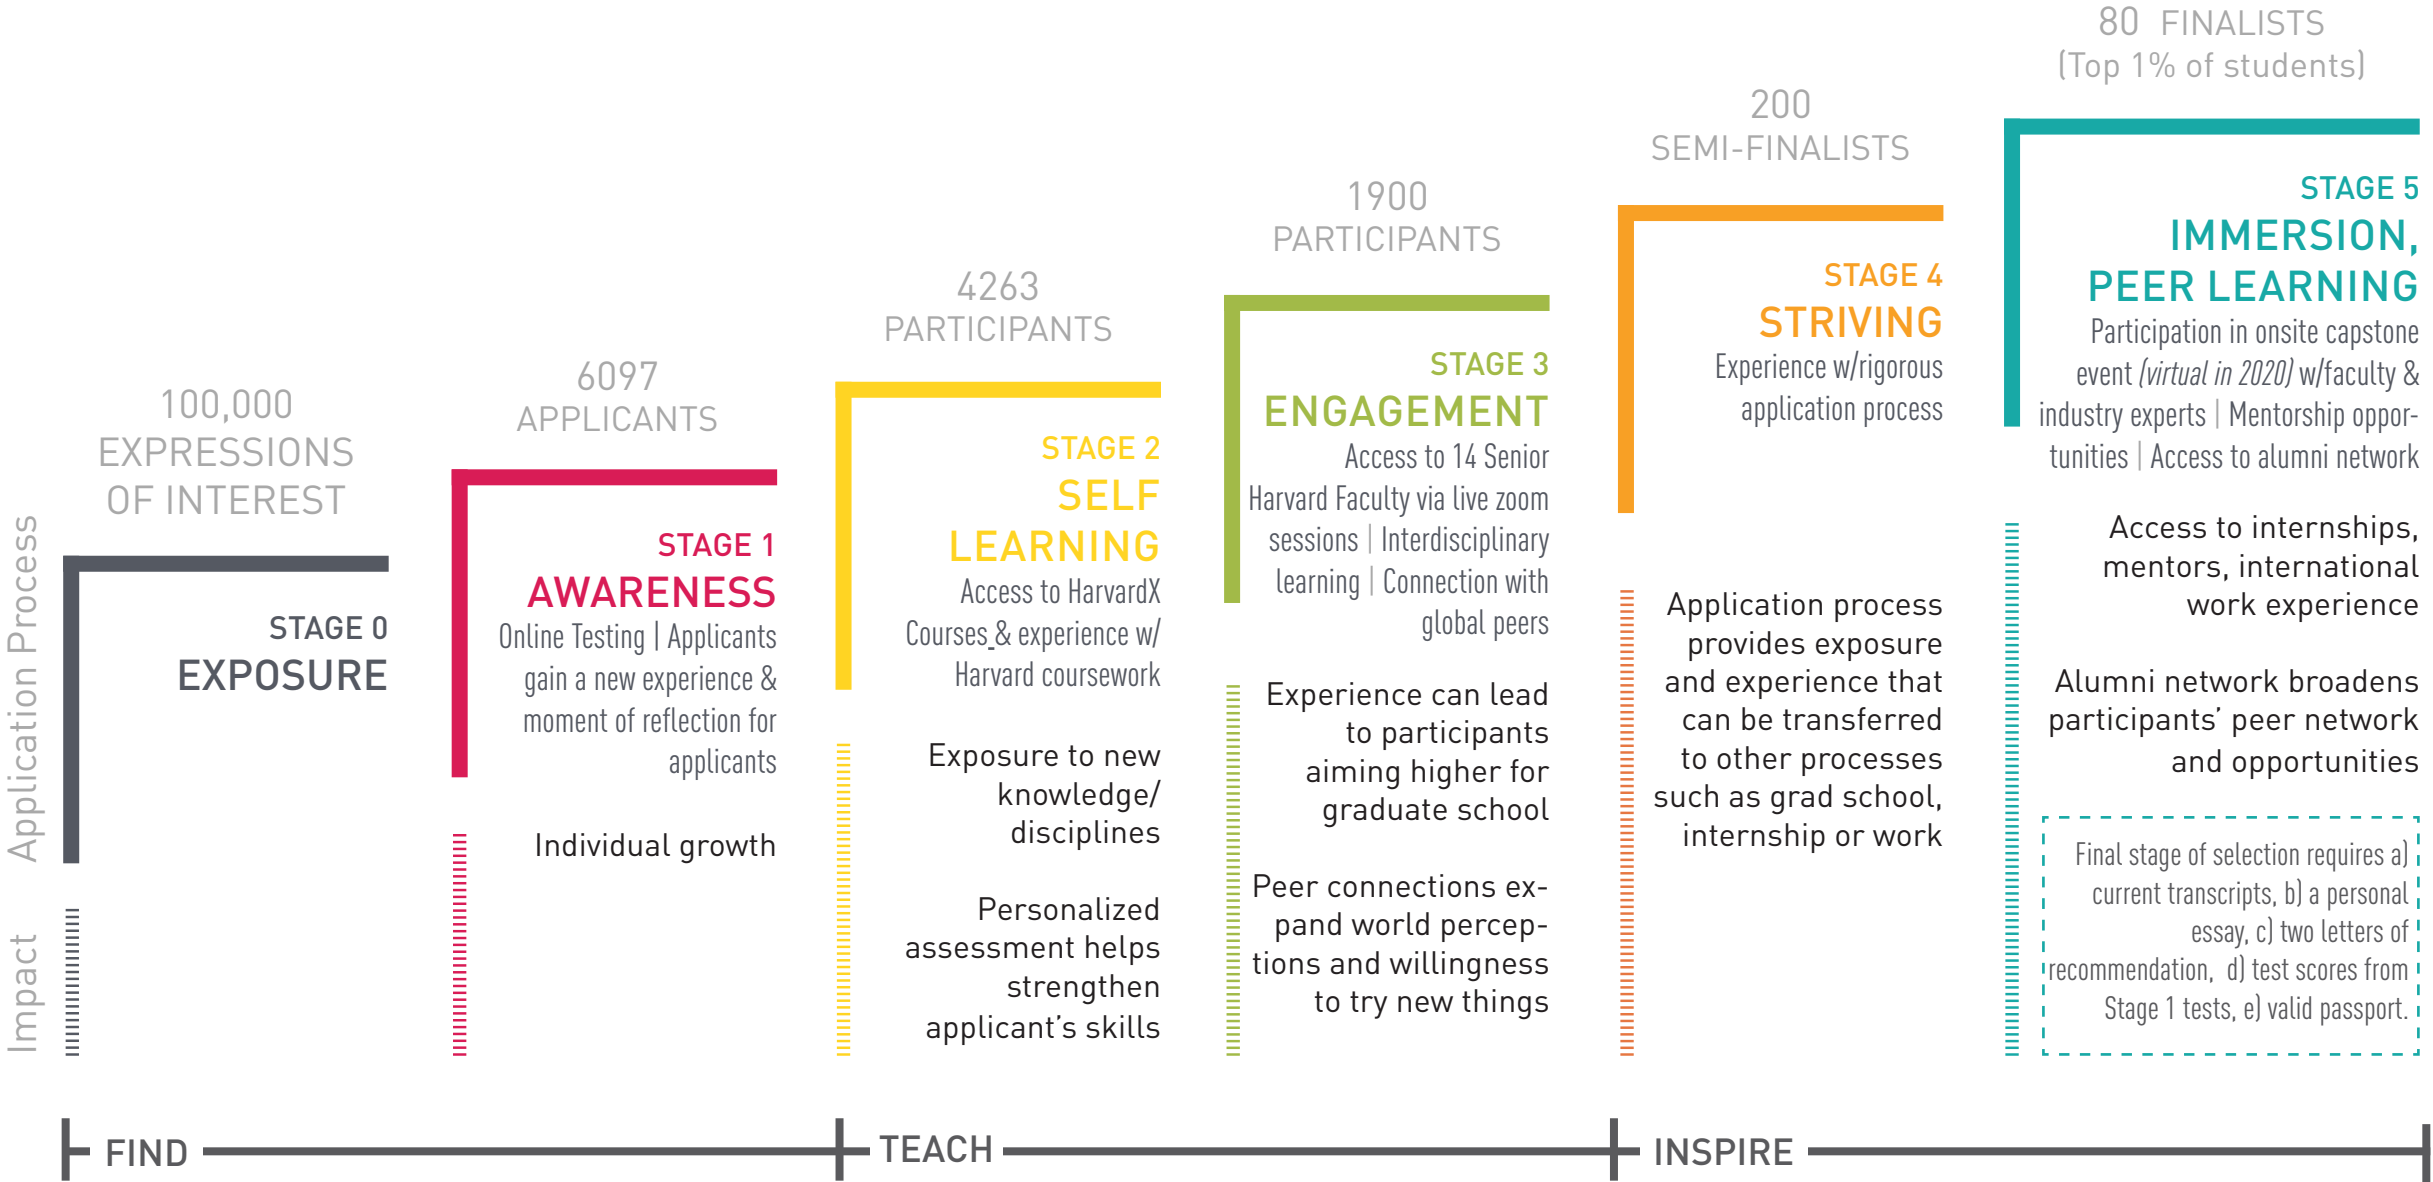 100,000
EXPRESSIONS
OF INTEREST
STAGE 0
EXPOSURE
6097
APPLICANTS
STAGE 1
AWARENESS
Online Testing | Applicants
gain a new experience &
moment of reflection for
applicants
Individual growth
4263
PARTICIPANTS
STAGE 2
SELF
LEARNING
Access to HarvardX
Courses & experience w/
Harvard coursework
Exposure to new
knowledge/
disciplines
Personalized
assessment helps
strengthen
applicant's skills
1900
PARTICIPANTS
STAGE 3
ENGAGEMENT
Access to 14 Senior
Harvard Faculty via live zoom
sessions | Interdisciplinary
learning | Connection with
global peers
Experience can lead
to participants
aiming higher for
graduate school
Peer connections ex-
pand world percep-
tions and willingness
to try new things
200
SEMI-FINALISTS
STAGE 4
STRIVING
Experience w/rigorous
application process
Application process
provides exposure
and experience that
can be transferred
to other processes
such as grad school,
internship or work
80 FINALISTS
(Top 1% of students)
STAGE 5
IMMERSION,
PEER LEARNING
Participation in onsite capstone
event (virtual in 2020) w/faculty &
industry experts | Mentorship oppor-
tunities | Access to alumni network
Access to internships,
mentors, international
work experience
Alumni network broadens
participants' peer network
and opportunities
Final stage of selection requires a)
current transcripts, b) a personal
essay, c) two letters of
recommendation, d) test scores from
Stage 1 tests, e) valid passport.
Application Process
Impact
FIND
TEACH
INSPIRE